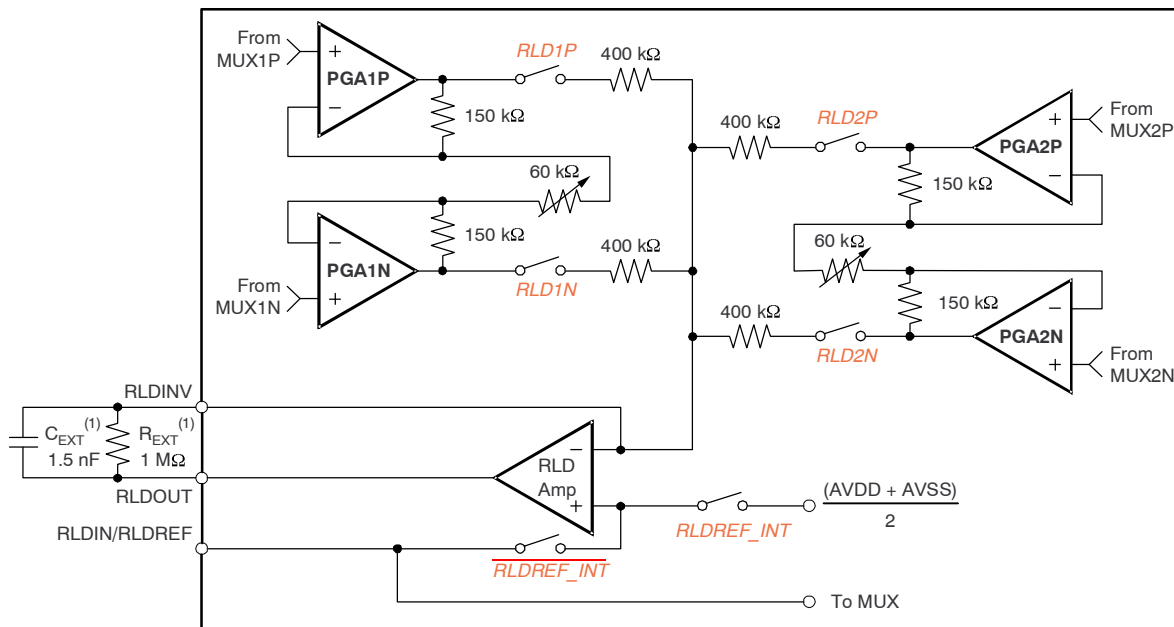 From
MUX1P
+
PGA1P
−
RLD1P
400 kΩ
150 kΩ
60 kΩ
150 kΩ
−
PGA1N
+
From
MUX1N
RLD1N
400 kΩ
400 kΩ
RLD2P
+
PGA2P
−
From
MUX2P
150 kΩ
60 kΩ
150 kΩ
−
PGA2N
+
From
MUX2N
400 kΩ
RLD2N
RLDINV
C_EXT (1)
1.5 nF
R_EXT (1)
1 MΩ
RLDOUT
RLDIN/RLDREF
−
RLD
Amp
+
RLDREF_INT
(AVDD + AVSS)
2
RLDREF_INT
To MUX